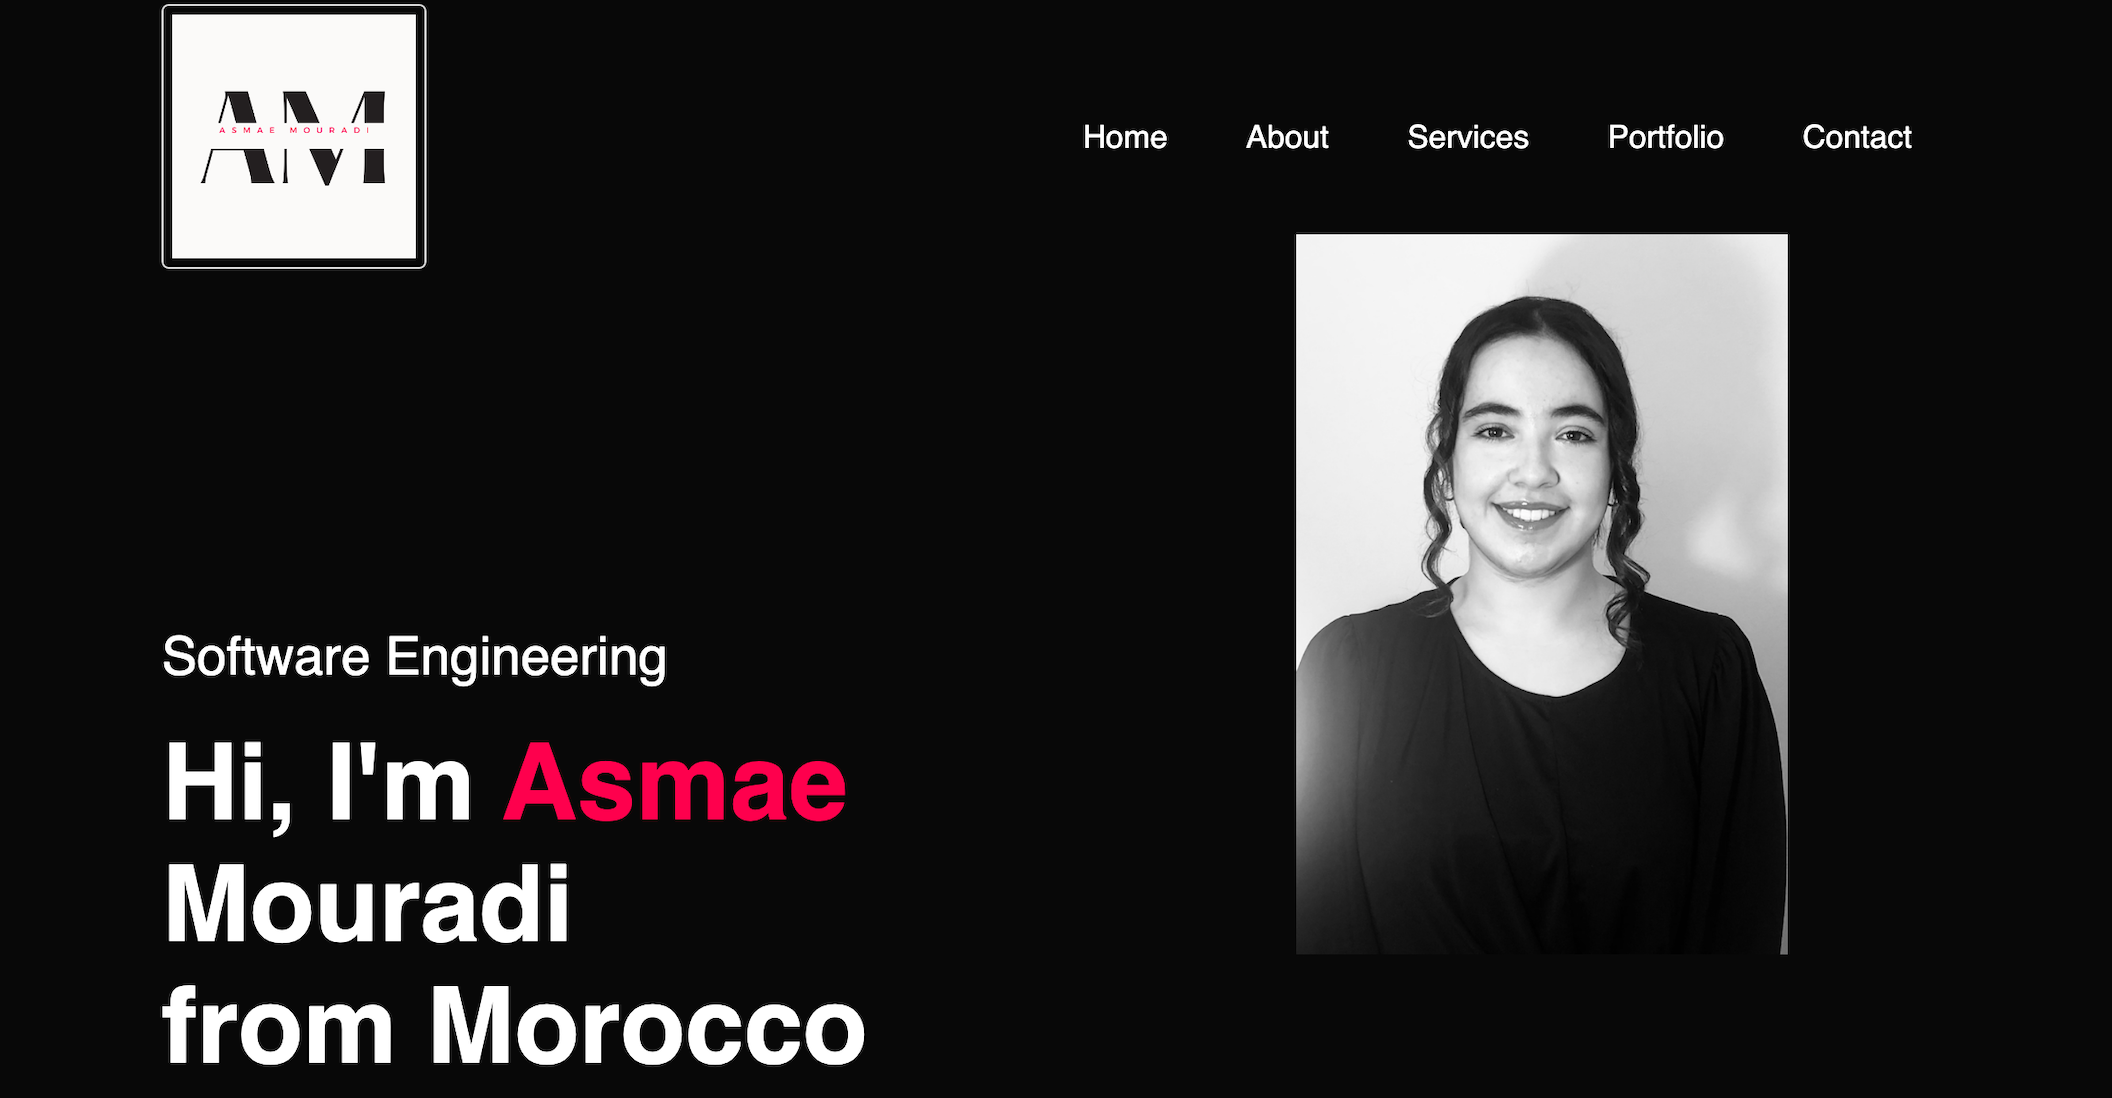 AM
ASMAE MOURADI
Home About Services Portfolio Contact
Software Engineering
Hi, I'm Asmae
Mouradi
from Morocco